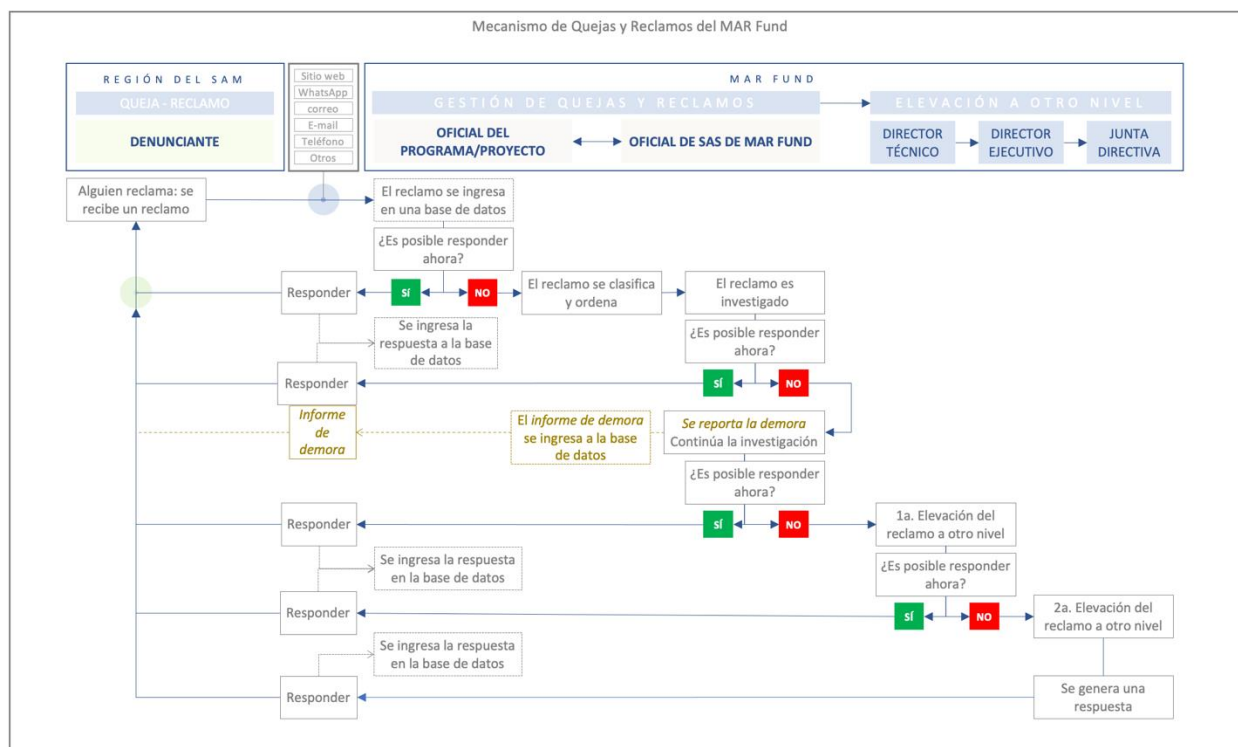 Mecanismo de Quejas y Reclamos del MAR Fund
REGIÓN DEL SAM
QUEJA - RECLAMO
DENUNCIANTE
Sitio web
WhatsApp
correo
E-mail
Teléfono
Otros
MAR FUND
GESTIÓN DE QUEJAS Y RECLAMOS
ELEVACIÓN A OTRO NIVEL
OFICIAL DEL
PROGRAMA/PROYECTO
OFICIAL DE SAS DE MAR FUND
DIRECTOR
TÉCNICO
DIRECTOR
EJECUTIVO
JUNTA
DIRECTIVA
Alguien reclama: se
recibe un reclamo
El reclamo se ingresa
en una base de datos
¿Es posible responder
ahora?
Responder
SÍ
NO
El reclamo se clasifica
y ordena
El reclamo es
investigado
Se ingresa la
respuesta a la base
de datos
¿Es posible responder
ahora?
Responder
SÍ
NO
Informe
de
demora
El informe de demora
se ingresa a la base
de datos
Se reporta la demora
Continúa la investigación
¿Es posible responder
ahora?
Responder
SÍ
NO
1a. Elevación del
reclamo a otro nivel
Se ingresa la respuesta
en la base de datos
¿Es posible responder
ahora?
Responder
SÍ
NO
2a. Elevación del
reclamo a otro nivel
Se ingresa la respuesta
en la base de datos
Responder
Se genera una
respuesta